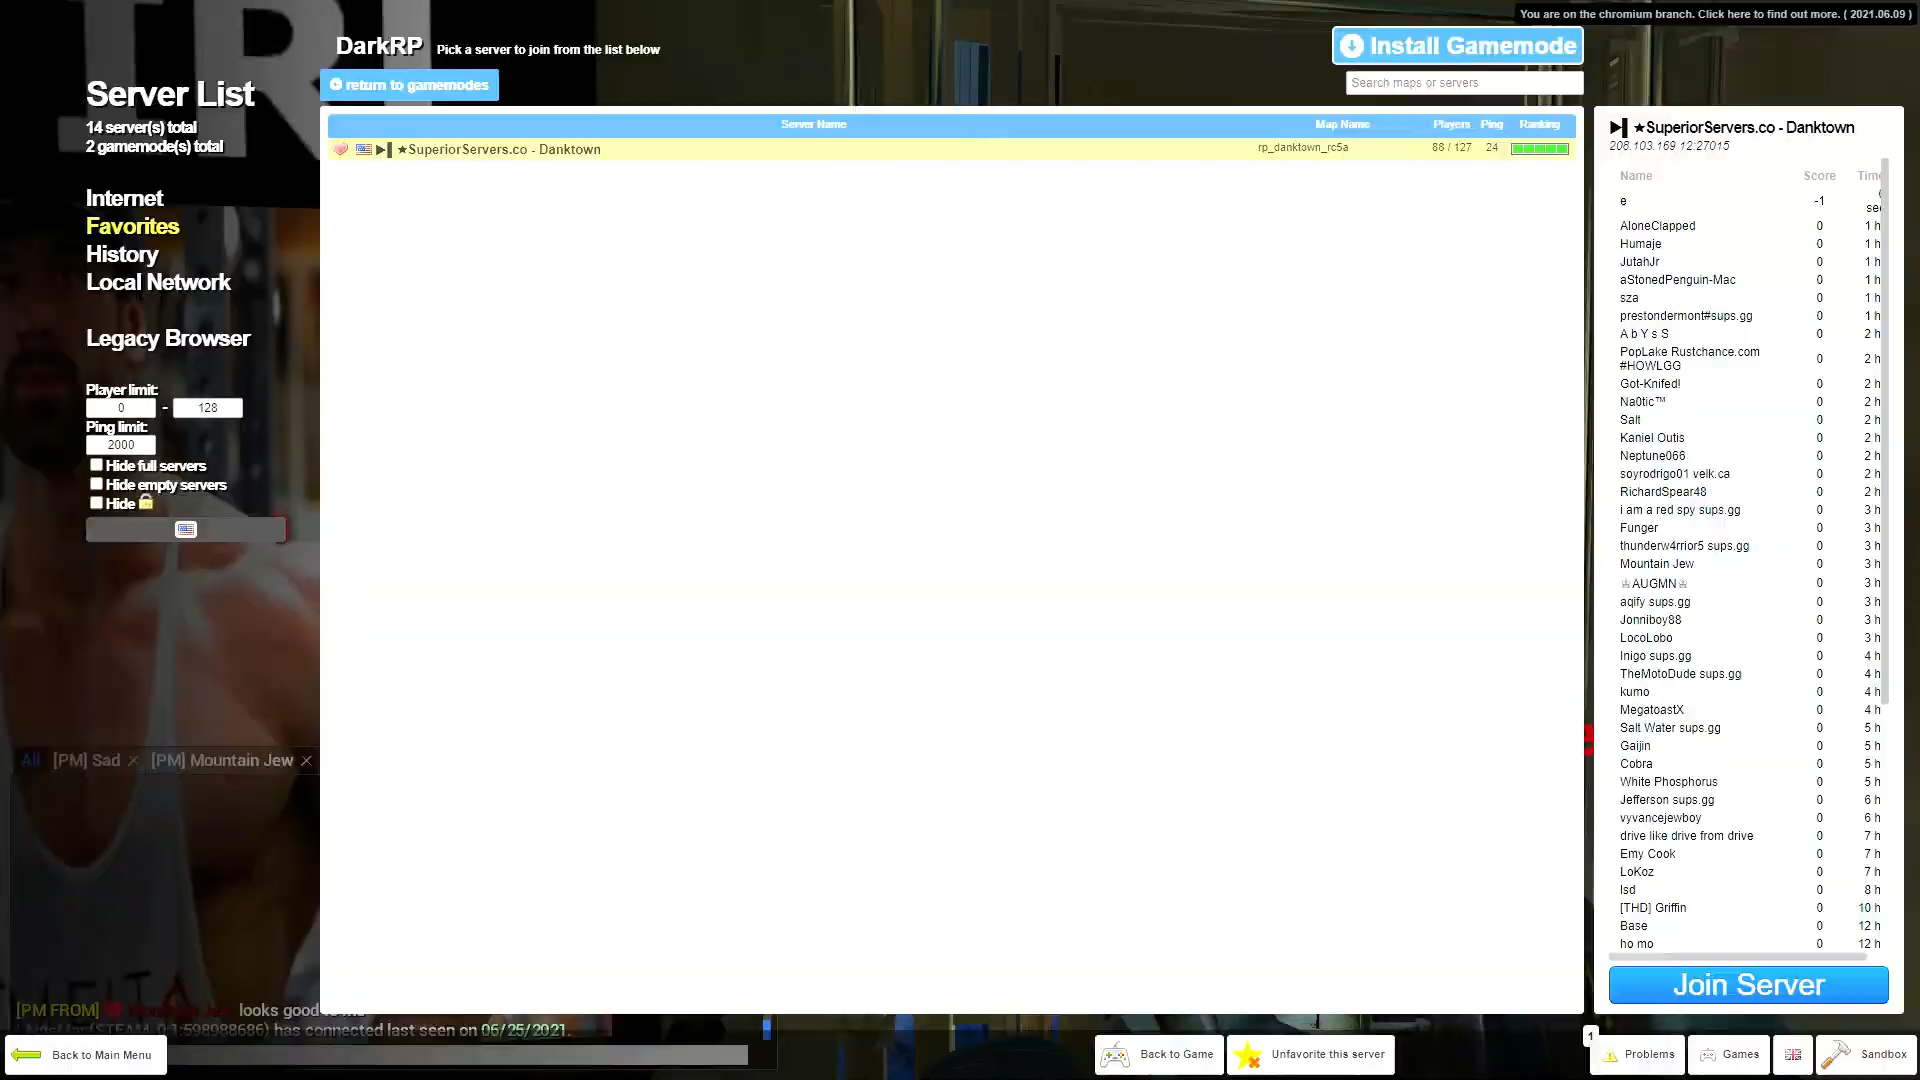 You are on the chromium branch. Click here to find out more. ( 2021.06.09 )
DarkRP Pick a server to join from the list below
Install Gamemode
return to gamemodes
Search maps or servers
Server List
14 server(s) total
2 gamemode(s) total
Internet
Favorites
History
Local Network
Legacy Browser
Player limit:
0 - 128
Ping limit:
2000
Hide full servers
Hide empty servers
Hide
Server Name Map Name Players Ping Ranking
★SuperiorServers.co - Danktown rp_danktown_rc5a 88 / 127 24
★SuperiorServers.co - Danktown
208.103.169.12:27015
Name Score Time
e -1
AloneClapped 0 1 h
Humaje 0 1 h
JutahJr 0 1 h
aStonedPenguin-Mac 0 1 h
sza 0 1 h
prestondermont#sups.gg 0 1 h
A b Y s S 0 2 h
PopLake Rustchance.com
#HOWLGG 0 2 h
Got-Knifed! 0 2 h
Na0tic™ 0 2 h
Salt 0 2 h
Kaniel Outis 0 2 h
Neptune066 0 2 h
soyrodrigo01 velk.ca 0 2 h
RichardSpear48 0 2 h
i am a red spy sups.gg 0 3 h
Funger 0 3 h
thunderw4rrior5 sups.gg 0 3 h
Mountain Jew 0 3 h
♔AUGMN♔ 0 3 h
aqify sups.gg 0 3 h
Jonniboy88 0 3 h
LocoLobo 0 3 h
Inigo sups.gg 0 4 h
TheMotoDude sups.gg 0 4 h
kumo 0 4 h
MegatoastX 0 4 h
Salt Water sups.gg 0 5 h
Gaijin 0 5 h
Cobra 0 5 h
White Phosphorus 0 5 h
Jefferson sups.gg 0 6 h
vyvancejewboy 0 6 h
drive like drive from drive 0 7 h
Emy Cook 0 7 h
LoKoz 0 7 h
lsd 0 8 h
[THD] Griffin 0 10 h
Base 0 12 h
ho mo 0 12 h
Join Server
All [PM] Sad × [PM] Mountain Jew ×
[PM FROM] Mountain Jew looks good to me
(STEAM_0:1:598988686) has connected last seen on 06/25/2021.
Back to Main Menu
Back to Game
Unfavorite this server
1
Problems
Games
Sandbox